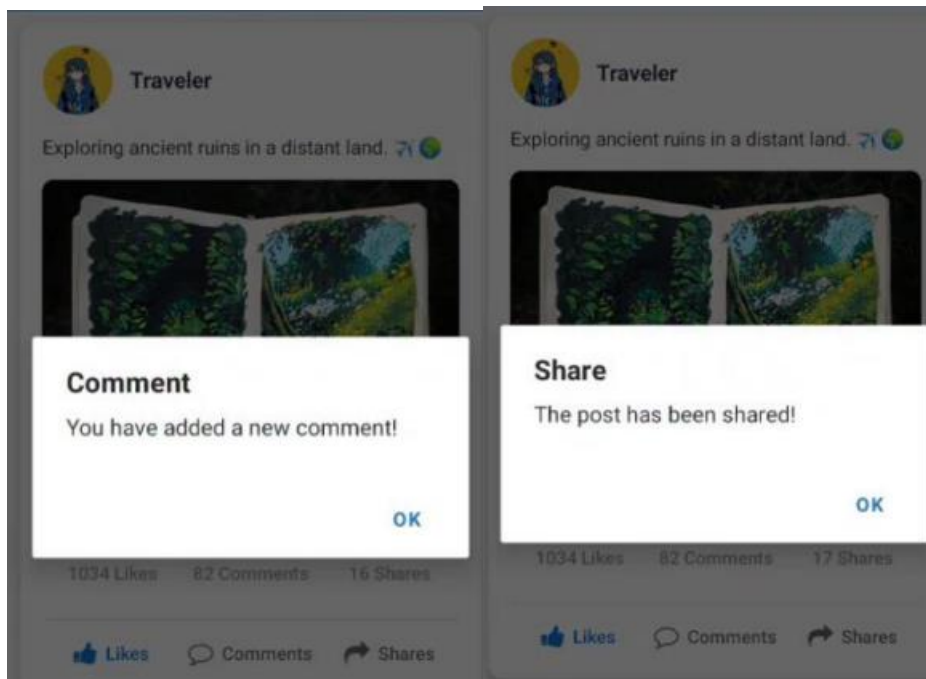 Traveler
Exploring ancient ruins in a distant land. ✈️🌍
Comment
You have added a new comment!
OK
1034 Likes 82 Comments 16 Shares
Likes Comments Shares
Traveler
Exploring ancient ruins in a distant land. ✈️🌍
Share
The post has been shared!
OK
1034 Likes 82 Comments 17 Shares
Likes Comments Shares